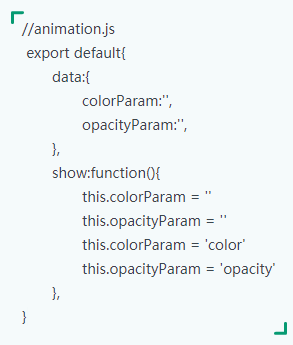 //animation.js
export default{
data:{
colorParam:'',
opacityParam:'',
},
show:function(){
this.colorParam = ''
this.opacityParam = ''
this.colorParam = 'color'
this.opacityParam = 'opacity'
},
}